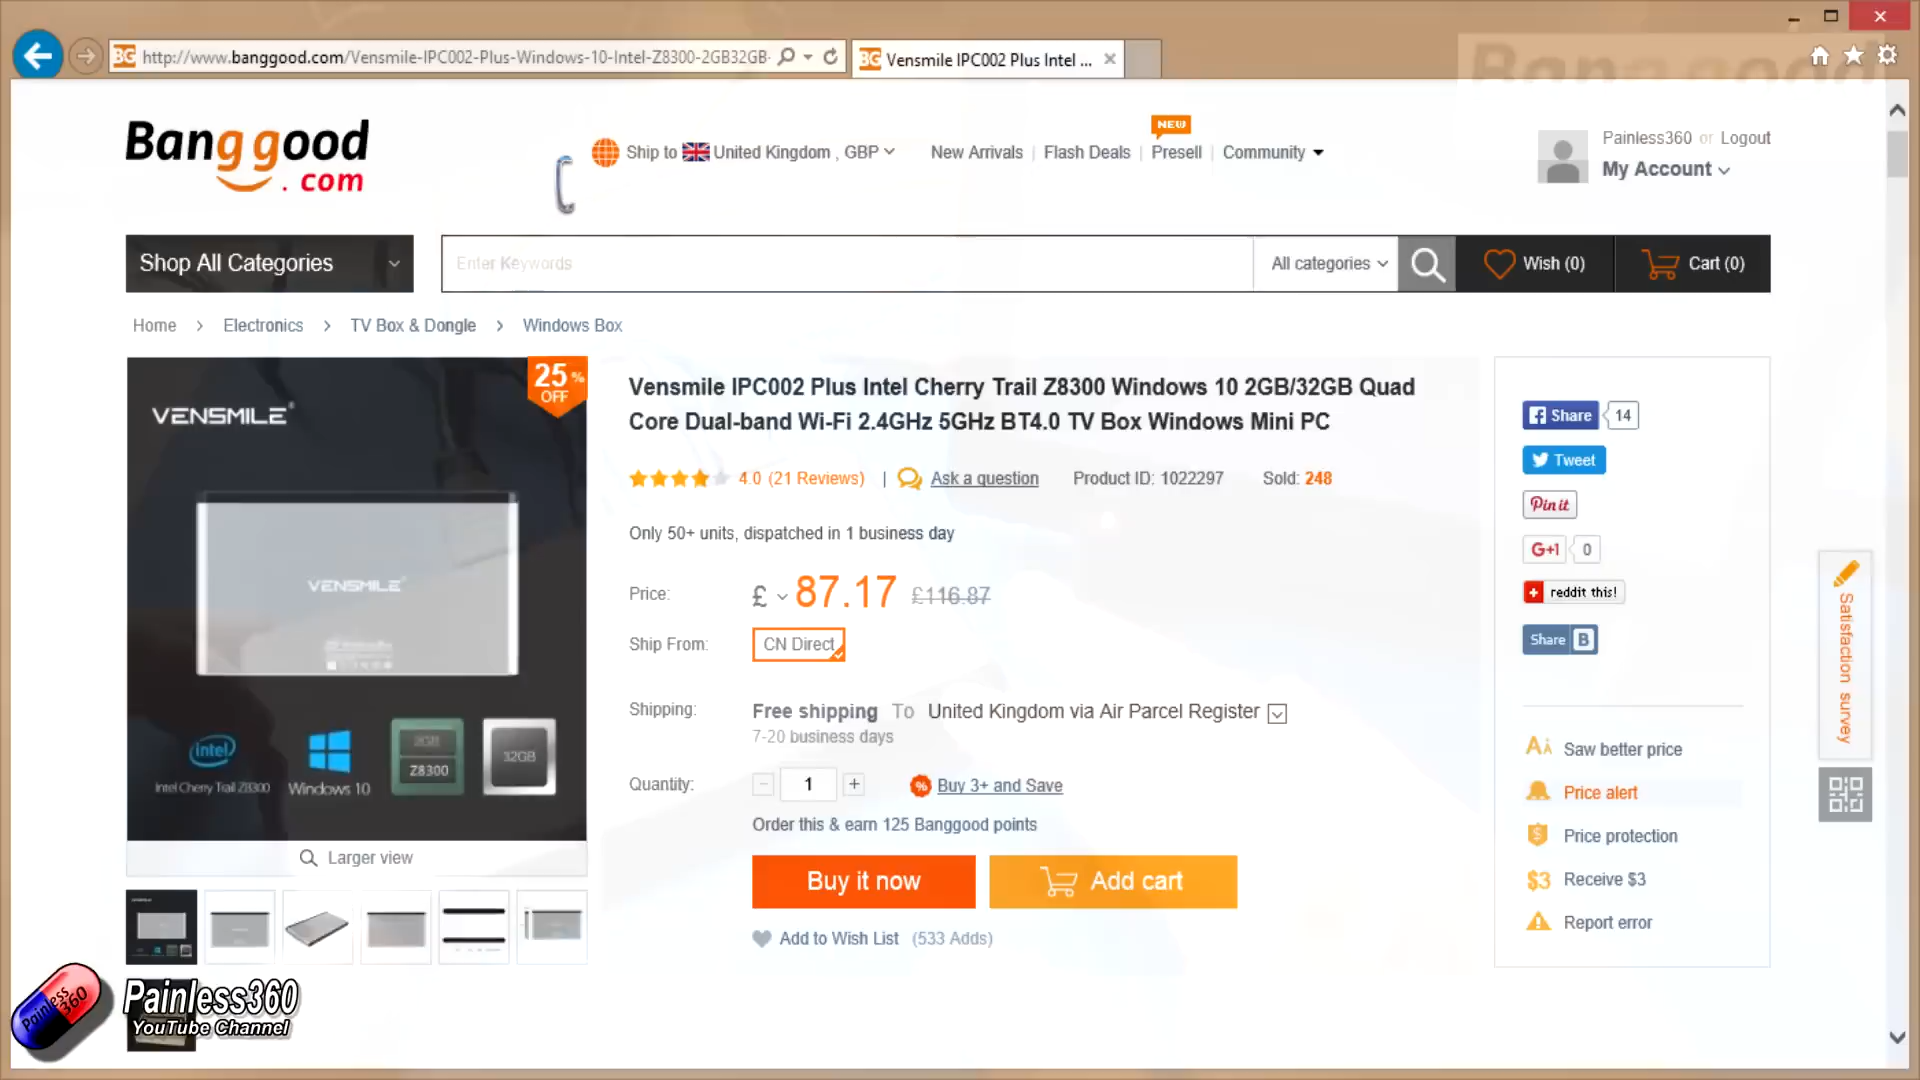 http://www.banggood.com/Vensmile-IPC002-Plus-Windows-10-Intel-Z8300-2GB32GB-
Vensmile IPC002 Plus Intel ...
Banggood
Banggood
.com
Ship to United Kingdom , GBP
New Arrivals
Flash Deals
NEW
Presell
Community
Painless360 or Logout
My Account
Shop All Categories
Enter Keywords
All categories
Wish (0)
Cart (0)
Home > Electronics > TV Box & Dongle > Windows Box
25% OFF
VENSMILE
VENSMILE
intel
Intel Cherry Trail Z8300
Windows 10
2GB
Z8300
32GB
Larger view
Vensmile IPC002 Plus Intel Cherry Trail Z8300 Windows 10 2GB/32GB Quad
Core Dual-band Wi-Fi 2.4GHz 5GHz BT4.0 TV Box Windows Mini PC
4.0 (21 Reviews) | Ask a question Product ID: 1022297 Sold: 248
Only 50+ units, dispatched in 1 business day
Price: £ 87.17 £116.87
Ship From: CN Direct
Shipping: Free shipping To United Kingdom via Air Parcel Register
7-20 business days
Quantity: - 1 + % Buy 3+ and Save
Order this & earn 125 Banggood points
Buy it now
Add cart
Add to Wish List (533 Adds)
Share 14
Tweet
Pin it
G+1 0
reddit this!
Share B
Saw better price
Price alert
Price protection
$3 Receive $3
Report error
Satisfaction survey
Painless360
Painless360
YouTube Channel